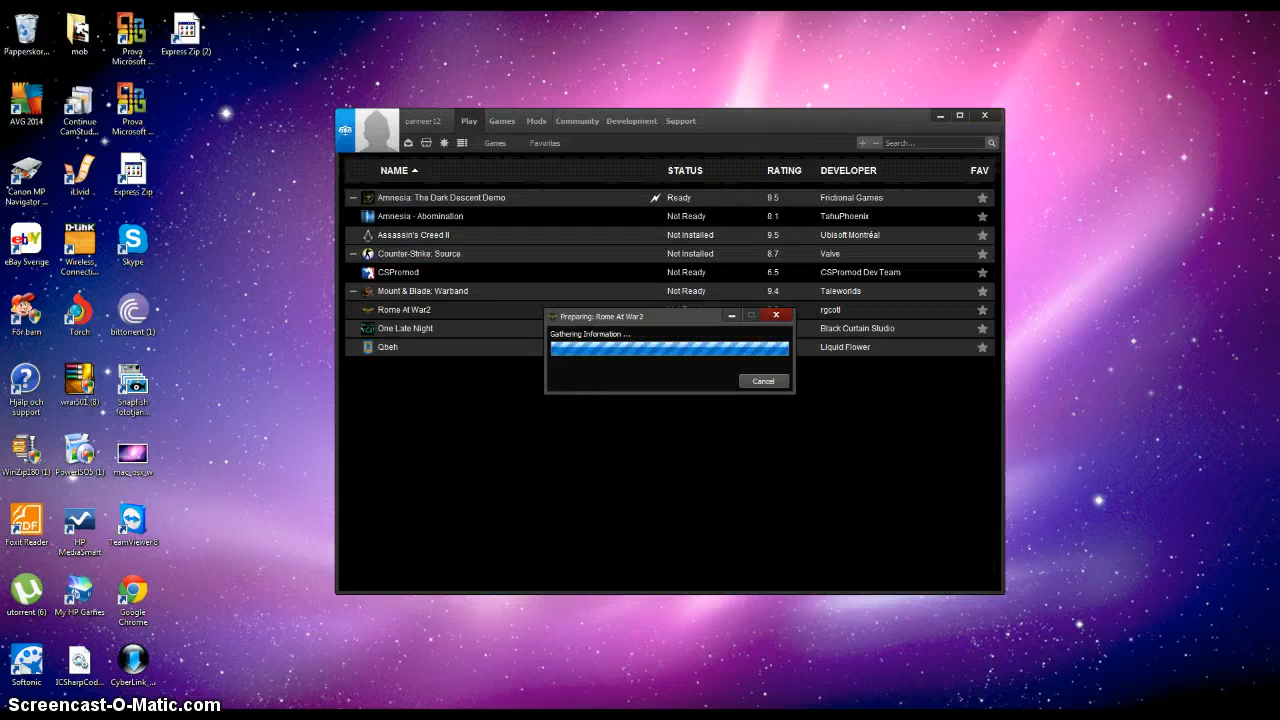 Papperskor...
mob
Prova
Microsoft ...
Express Zip (2)
AVG 2014
Continue
CamStud...
Prova
Microsoft ...
Canon MP
Navigator ...
iLivid
Express Zip
eBay Sverige
D-Link
Wireless
Connecti...
Skype
För barn
Torch
bittorrent (1)
Hjälp och
support
wrar501 (8)
Snapfish
fototjän...
WinZip180 (1)
PowerISO5 (1)
mac_osx_w
Foxit Reader
HP
MediaSmart
TeamViewer 8
utorrent (6)
My HP Games
Google
Chrome
Softonic
ICSharpCod...
CyberLink_...
panneer12 Play Games Mods Community Development Support
Games Favorites Search...
NAME STATUS RATING DEVELOPER FAV
Amnesia: The Dark Descent Demo Ready 9.5 Frictional Games
Amnesia - Abomination Not Ready 8.1 TahuPhoenix
Assassin's Creed II Not Installed 9.5 Ubisoft Montréal
Counter-Strike: Source Not Installed 8.7 Valve
CSPromod Not Ready 6.5 CSPromod Dev Team
Mount & Blade: Warband Not Ready 9.4 Taleworlds
Rome At War2 rgcotl
One Late Night Black Curtain Studio
Qbeh Liquid Flower
Preparing: Rome At War2
Gathering Information ...
Cancel
Screencast-O-Matic.com